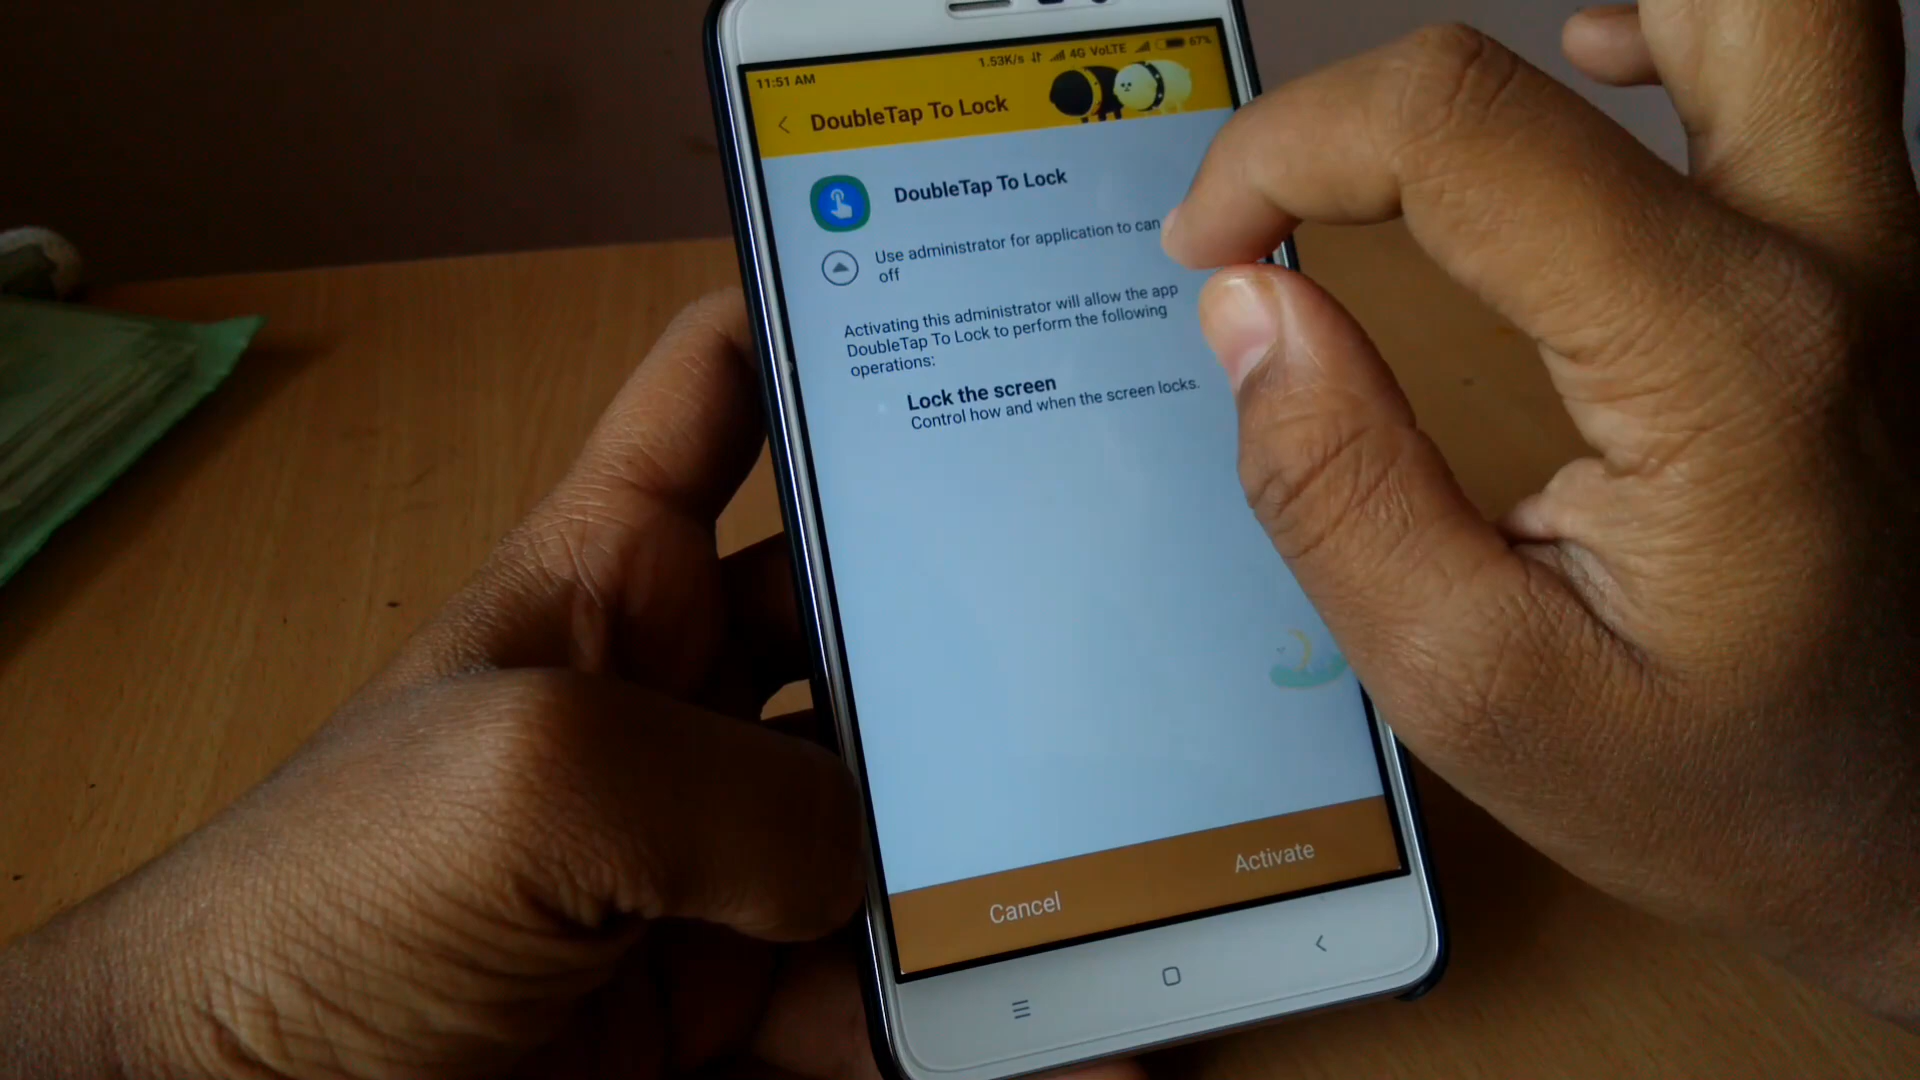 11:51 AM 1.53K/s 4G VoLTE 67%
DoubleTap To Lock
DoubleTap To Lock
Use administrator for application to can
off
Activating this administrator will allow the app
DoubleTap To Lock to perform the following
operations:
Lock the screen
Control how and when the screen locks.
Cancel Activate